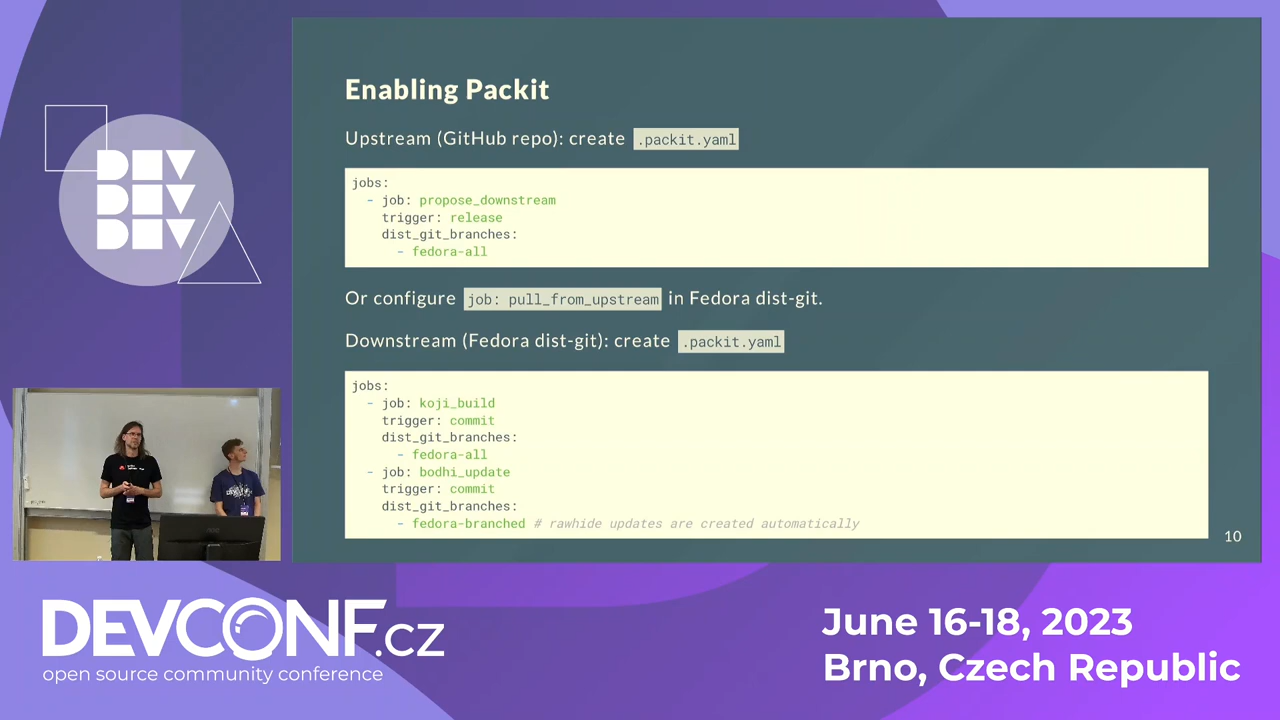 DEV
DEV
DEV
Enabling Packit
Upstream (GitHub repo): create .packit.yaml
jobs:
  - job: propose_downstream
    trigger: release
    dist_git_branches:
      - fedora-all
Or configure job: pull_from_upstream in Fedora dist-git.
Downstream (Fedora dist-git): create .packit.yaml
jobs:
  - job: koji_build
    trigger: commit
    dist_git_branches:
      - fedora-all
  - job: bodhi_update
    trigger: commit
    dist_git_branches:
      - fedora-branched # rawhide updates are created automatically
10
DEVCONF.cz
open source community conference
June 16-18, 2023
Brno, Czech Republic